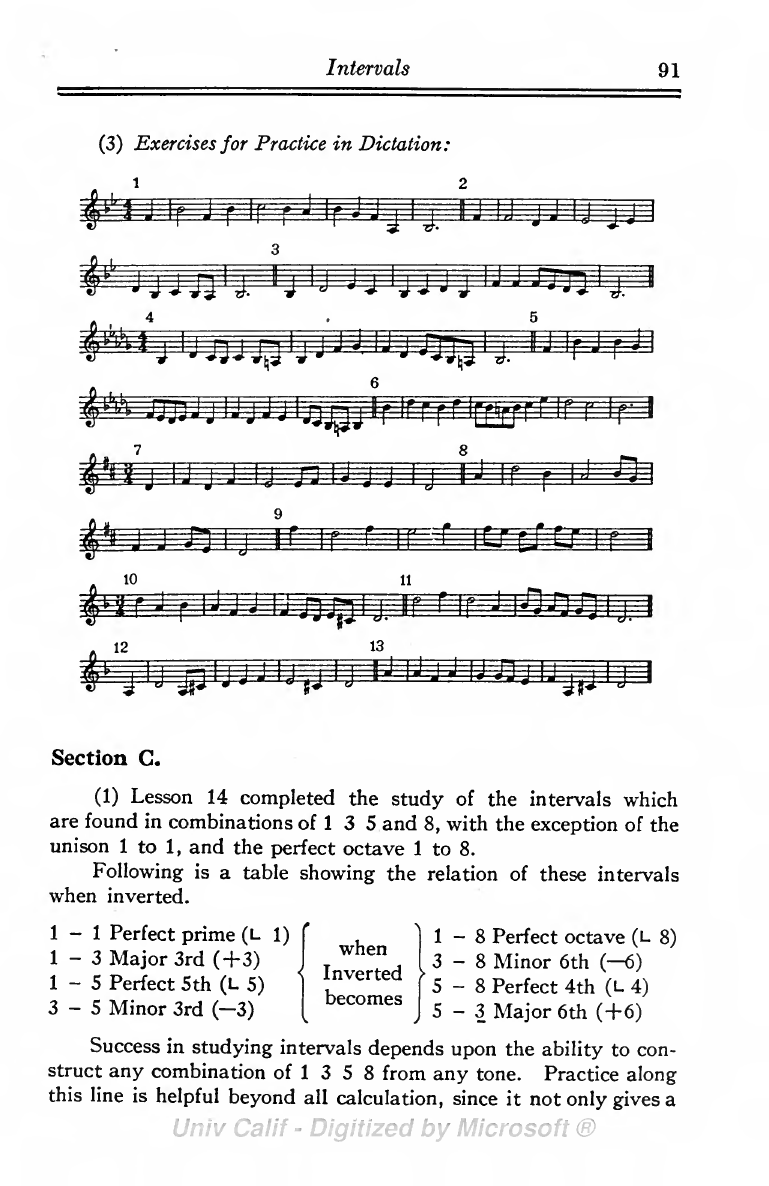 Intervals 91
(3) Exercises for Practice in Dictation:
1 2
3
4 5
6
7 8
9
10 11
12 13
Section C.
(1) Lesson 14 completed the study of the intervals which
are found in combinations of 1 3 5 and 8, with the exception of the
unison 1 to 1, and the perfect octave 1 to 8.
Following is a table showing the relation of these intervals
when inverted.
1 – 1 Perfect prime (L 1)
1 – 3 Major 3rd (+3)
1 – 5 Perfect 5th (L 5)
3 – 5 Minor 3rd (—3)
when
Inverted
becomes
1 – 8 Perfect octave (L 8)
3 – 8 Minor 6th (—6)
5 – 8 Perfect 4th (L 4)
5 – 3 Major 6th (+6)
Success in studying intervals depends upon the ability to con-
struct any combination of 1 3 5 8 from any tone. Practice along
this line is helpful beyond all calculation, since it not only gives a
Univ Calif - Digitized by Microsoft ®